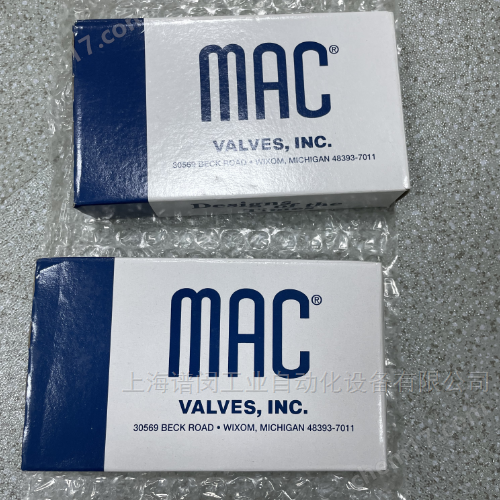 MAC®
VALVES, INC.
30569 BECK ROAD • WIXOM, MICHIGAN 48393-7011
MAC®
上海谱闵工业自动化设备有限公司
VALVES, INC.
30569 BECK ROAD • WIXOM, MICHIGAN 48393-7011